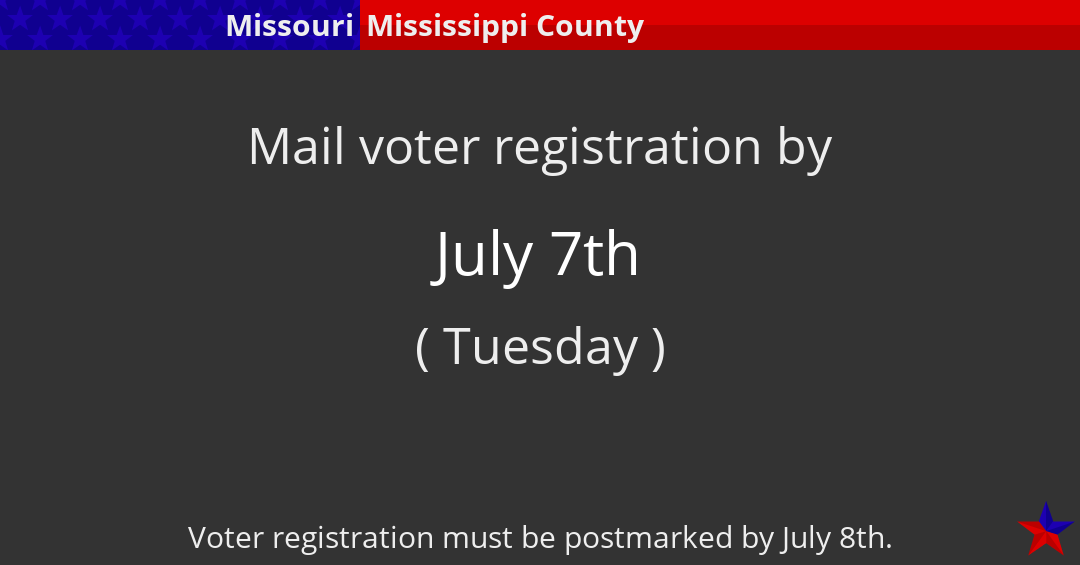 Missouri Mississippi County
Mail voter registration by
July 7th
( Tuesday )
Voter registration must be postmarked by July 8th.